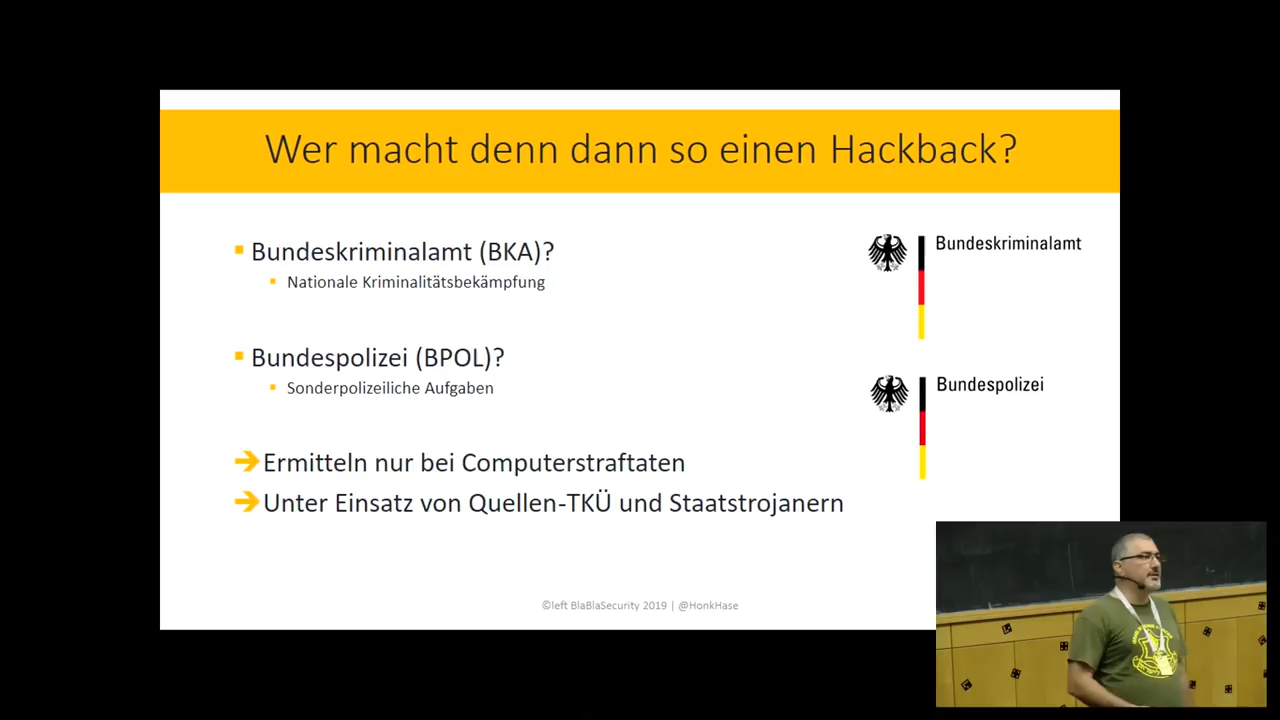 Wer macht denn dann so einen Hackback?
Bundeskriminalamt (BKA)?
Nationale Kriminalitätsbekämpfung
Bundespolizei (BPOL)?
Sonderpolizeiliche Aufgaben
➔Ermitteln nur bei Computerstraftaten
➔Unter Einsatz von Quellen-TKÜ und Staatstrojanern
Bundeskriminalamt
Bundespolizei
©left BlaBlaSecurity 2019 | @HonkHase